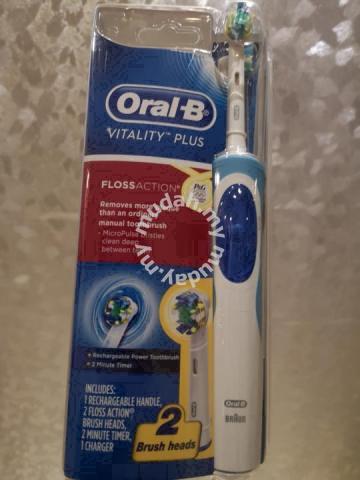 Oral-B
VITALITY™ PLUS
FLOSSACTION®
P&G
Removes more
than an ordinary
manual toothbrush
• MicroPulse bristles
clean deep
between
mudah.my
mudah.my
• Rechargeable Power Toothbrush
• 2 Minute Timer
INCLUDES:
1 RECHARGEABLE HANDLE,
2 FLOSS ACTION®
BRUSH HEADS,
2 MINUTE TIMER,
1 CHARGER
2
Brush heads
Oral-B
BRAUN